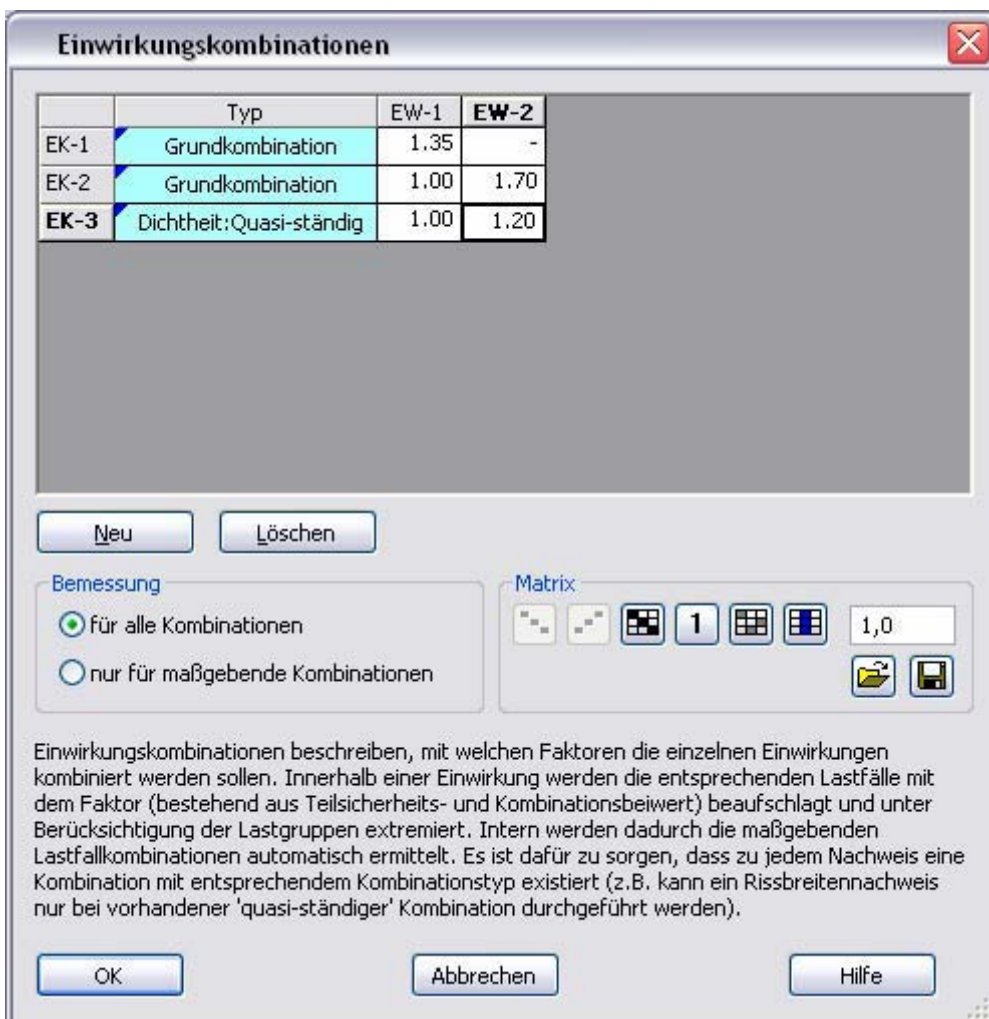 Einwirkungskombinationen
Typ EW-1 EW-2
EK-1 Grundkombination 1.35 -
EK-2 Grundkombination 1.00 1.70
EK-3 Dichtheit:Quasi-ständig 1.00 1.20
Neu Löschen
Bemessung
für alle Kombinationen
nur für maßgebende Kombinationen
Matrix
1 1,0
Einwirkungskombinationen beschreiben, mit welchen Faktoren die einzelnen Einwirkungen
kombiniert werden sollen. Innerhalb einer Einwirkung werden die entsprechenden Lastfälle mit
dem Faktor (bestehend aus Teilsicherheits- und Kombinationsbeiwert) beaufschlagt und unter
Berücksichtigung der Lastgruppen extremiert. Intern werden dadurch die maßgebenden
Lastfallkombinationen automatisch ermittelt. Es ist dafür zu sorgen, dass zu jedem Nachweis eine
Kombination mit entsprechendem Kombinationstyp existiert (z.B. kann ein Rissbreitennachweis
nur bei vorhandener 'quasi-ständiger' Kombination durchgeführt werden).
OK Abbrechen Hilfe